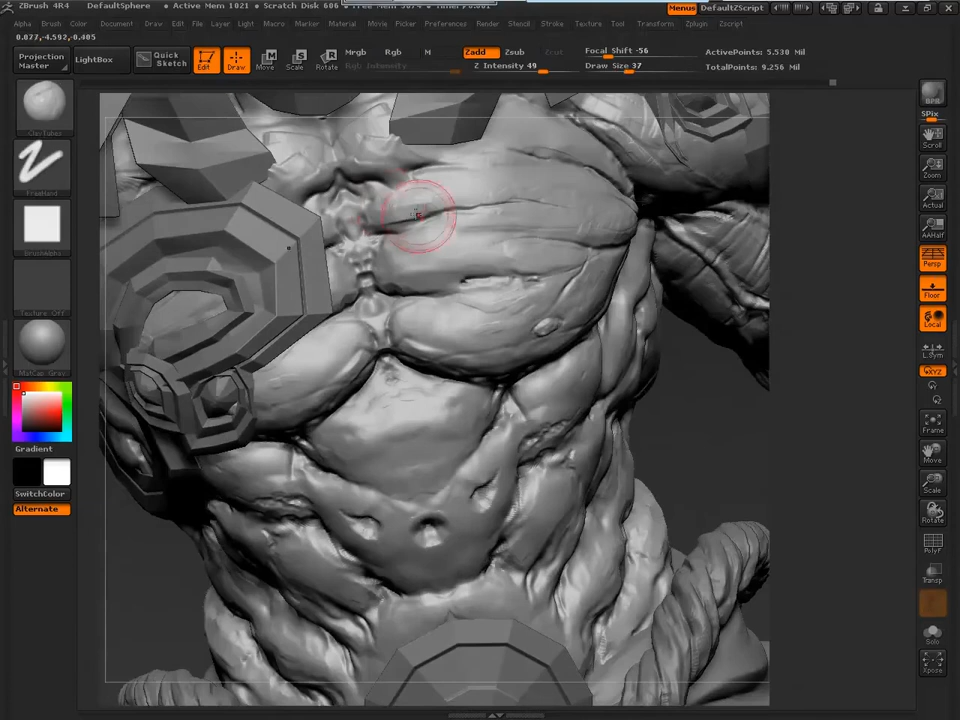 ZBrush 4R4 DefaultSphere • Active Mem 1021 • Scratch Disk 606 Menus DefaultZScript
Alpha Brush Color Document Draw Edit File Layer Light Macro Marker Material Movie Picker Preferences Render Stencil Stroke Texture Tool Transform Zplugin Zscript
0.027,-4.592,-0.405
Projection Master LightBox Quick Sketch Edit Draw Move Scale Rotate
Mrgb Rgb M Zadd Zsub Cut Focal Shift -56 ActivePoints: 5.530 Mil
Rgb Intensity Z Intensity 49 Draw Size 37 TotalPoints: 9.256 Mil
ClayTubes
FreeHand
BrushAlpha
Texture Off
MatCap Gray
Gradient
SwitchColor
Alternate
BPR
SPix
Scroll
Zoom
Actual
AAHalf
Persp
Floor
Local
L.Sym
XYZ
Frame
Move
Scale
Rotate
PolyF
Transp
Solo
Xpose